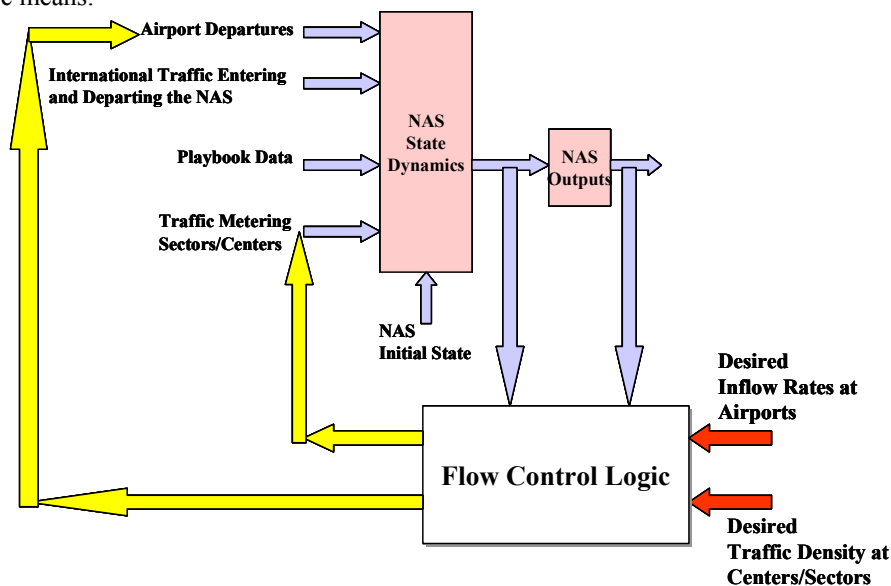 e means:
Airport Departures
International Traffic Entering
and Departing the NAS
Playbook Data
Traffic Metering
Sectors/Centers
NAS
State
Dynamics
NAS
Outputs
NAS
Initial State
Desired
Inflow Rates at
Airports
Flow Control Logic
Desired
Traffic Density at
Centers/Sectors